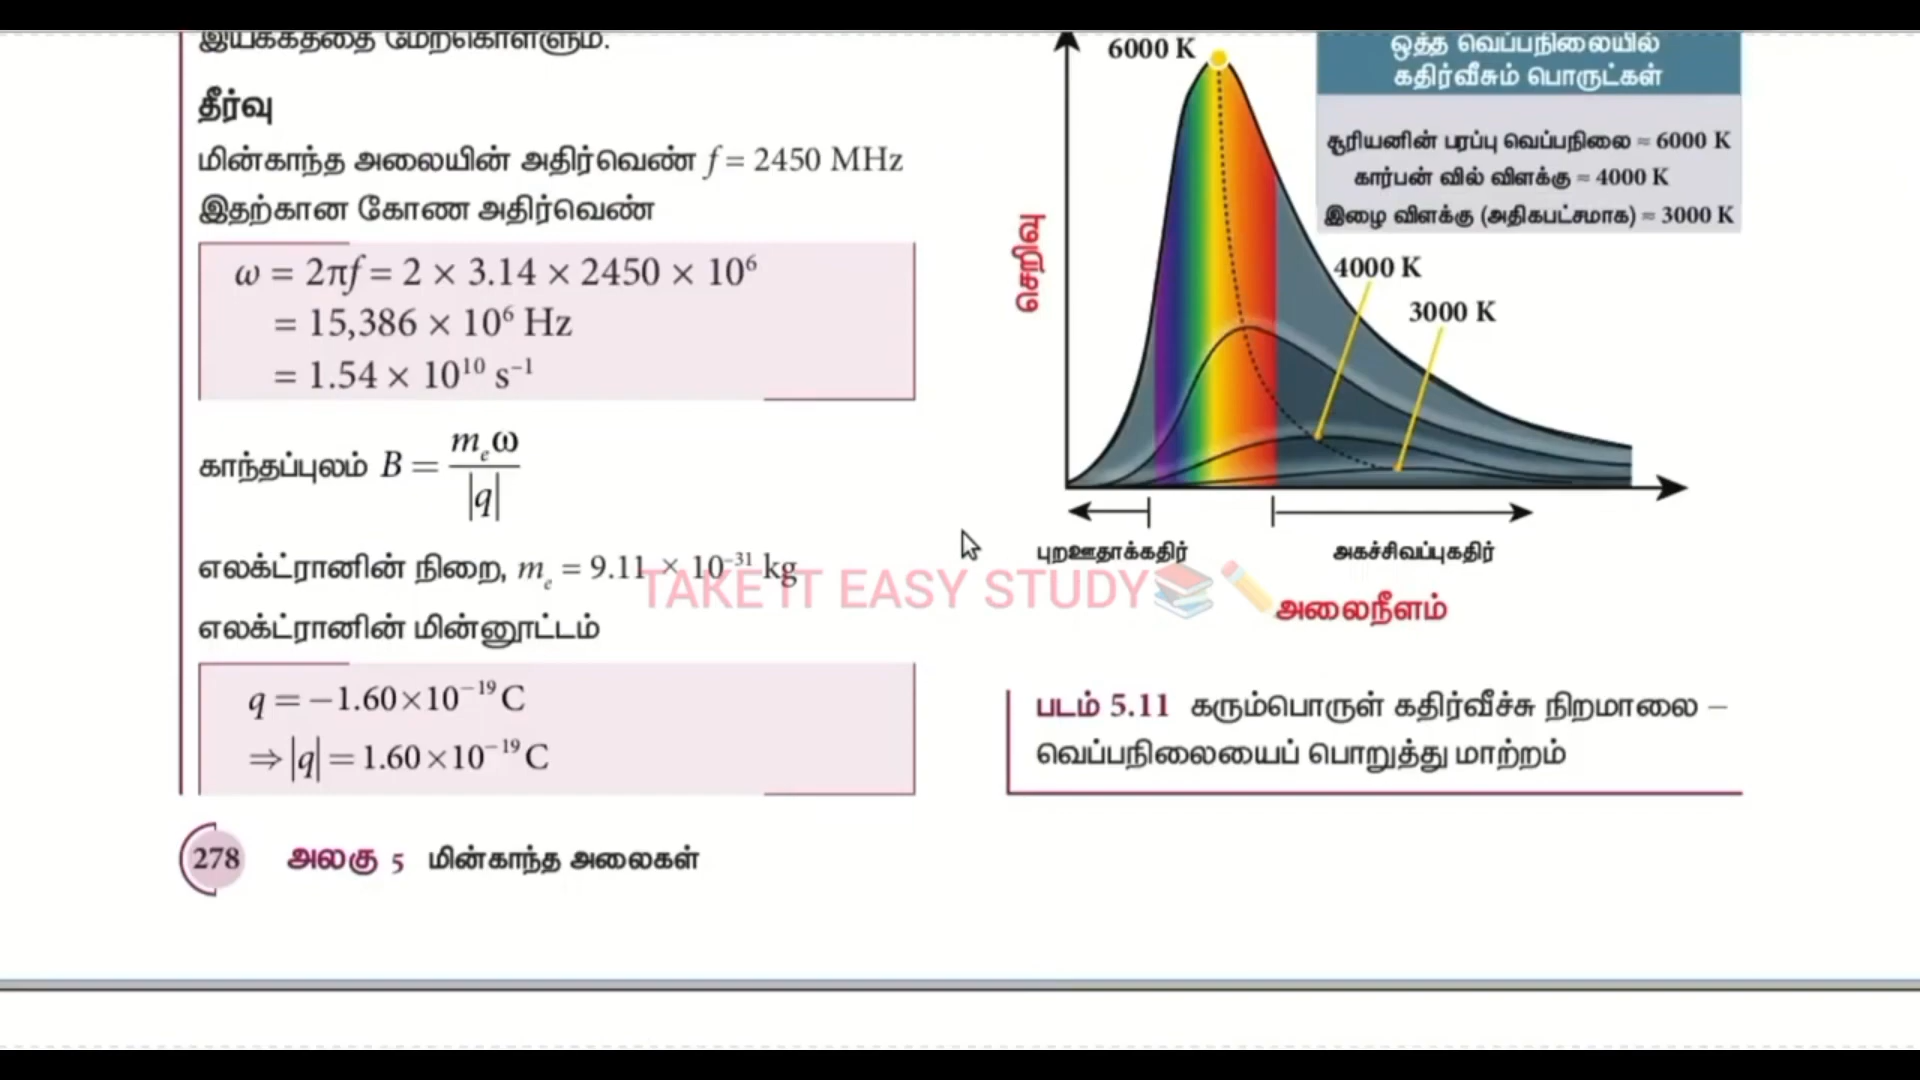 இயக்கத்தை மேற்கொள்ளும்.
தீர்வு
மின்காந்த அலையின் அதிர்வெண் f = 2450 MHz
இதற்கான கோண அதிர்வெண்
ω = 2πf = 2 × 3.14 × 2450 × 10⁶
= 15,386 × 10⁶ Hz
= 1.54 × 10¹⁰ s⁻¹
காந்தப்புலம் B = mₑω / |q|
எலக்ட்ரானின் நிறை, mₑ = 9.11 × 10⁻³¹ kg
எலக்ட்ரானின் மின்னூட்டம்
q = −1.60×10⁻¹⁹ C
⇒ |q| = 1.60×10⁻¹⁹ C
278 அலகு 5 மின்காந்த அலைகள்
6000 K
ஒத்த வெப்பநிலையில்
கதிர்வீசும் பொருட்கள்
சூரியனின் பரப்பு வெப்பநிலை ≈ 6000 K
கார்பன் வில் விளக்கு ≈ 4000 K
இழை விளக்கு (அதிகபட்சமாக) ≈ 3000 K
செறிவு
4000 K
3000 K
புறஊதாக்கதிர் அகச்சிவப்புகதிர்
அலைநீளம்
படம் 5.11 கரும்பொருள் கதிர்வீச்சு நிறமாலை –
வெப்பநிலையைப் பொறுத்து மாற்றம்
TAKE IT EASY STUDY📚✏️